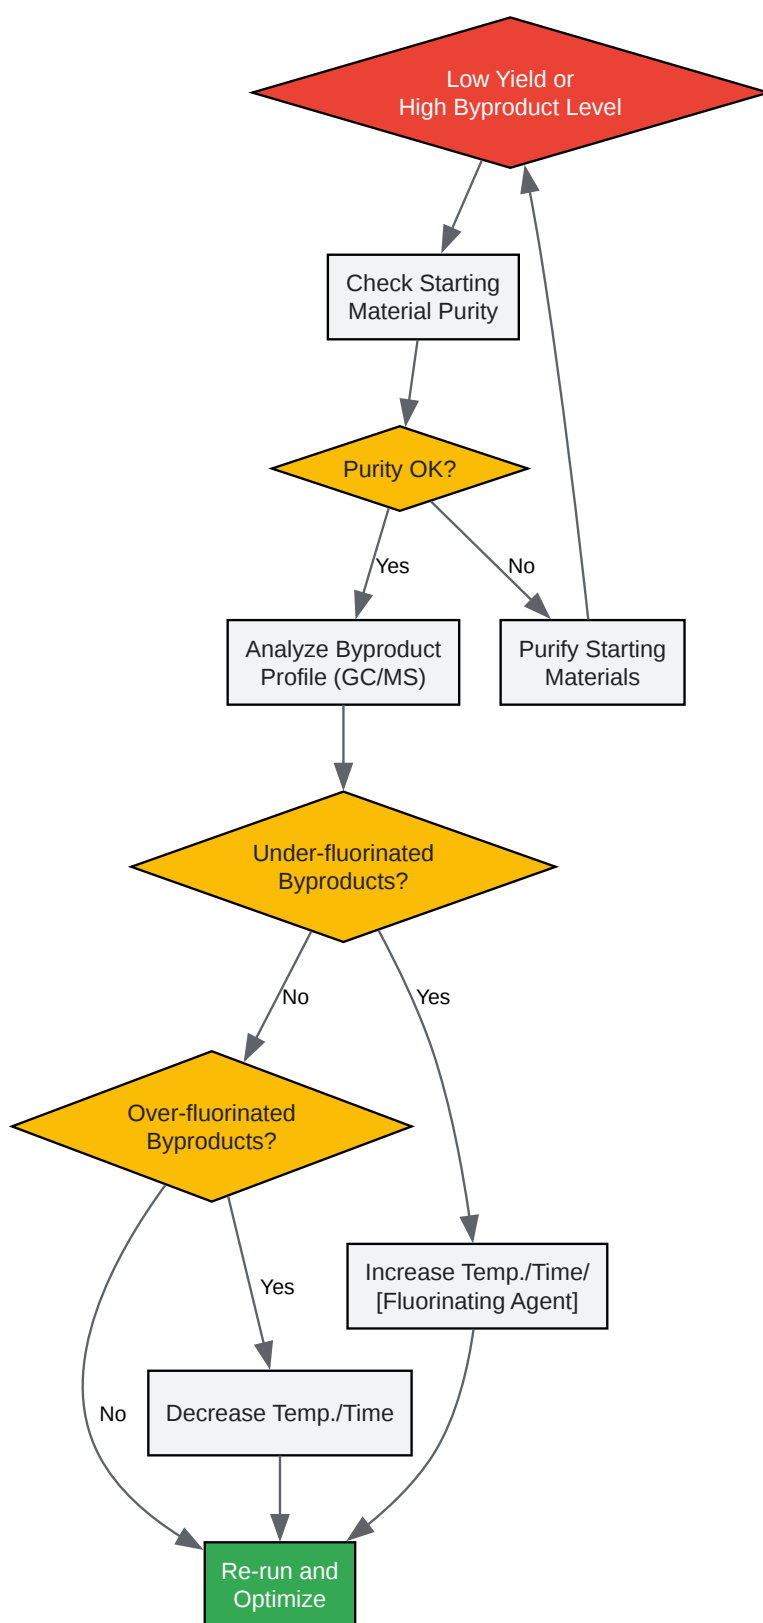 Low Yield or
High Byproduct Level
Check Starting
Material Purity
Purity OK?
Yes
No
Analyze Byproduct
Profile (GC/MS)
Purify Starting
Materials
Under-fluorinated
Byproducts?
No
Yes
Over-fluorinated
Byproducts?
Increase Temp./Time/
[Fluorinating Agent]
Yes
No
Decrease Temp./Time
Re-run and
Optimize